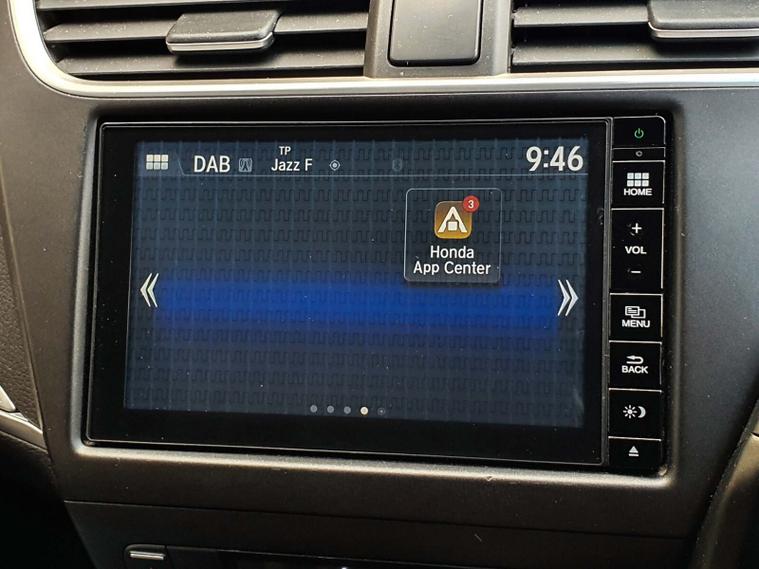 DAB
TP
Jazz F
9:46
3
Honda
App Center
HOME
+
VOL
−
MENU
BACK